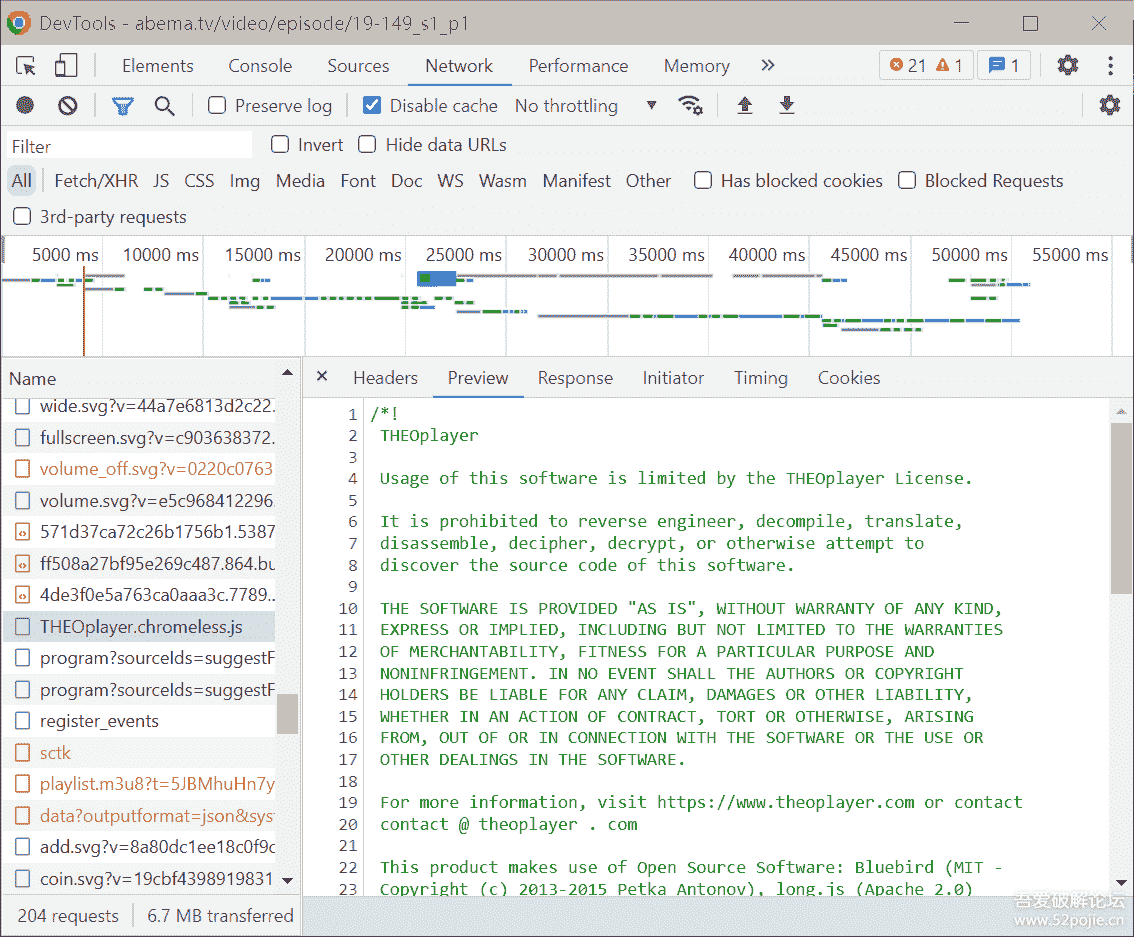 DevTools - abema.tv/video/episode/19-149_s1_p1
Elements Console Sources Network Performance Memory » 21 1 1
Preserve log Disable cache No throttling
Filter Invert Hide data URLs
All Fetch/XHR JS CSS Img Media Font Doc WS Wasm Manifest Other Has blocked cookies Blocked Requests
3rd-party requests
5000 ms 10000 ms 15000 ms 20000 ms 25000 ms 30000 ms 35000 ms 40000 ms 45000 ms 50000 ms 55000 ms
Name
wide.svg?v=44a7e6813d2c22.
fullscreen.svg?v=c903638372.
volume_off.svg?v=0220c0763
volume.svg?v=e5c968412296
571d37ca72c26b1756b1.5387
ff508a27bf95e269c487.864.bu
4de3f0e5a763ca0aaa3c.7789..
THEOplayer.chromeless.js
program?sourceIds=suggestF
program?sourceIds=suggestF
register_events
sctk
playlist.m3u8?t=5JBMhuHn7y
data?outputformat=json&sys
add.svg?v=8a80dc1ee18c0f9c
coin.svg?v=19cbf4398919831
204 requests 6.7 MB transferred
× Headers Preview Response Initiator Timing Cookies
1 /*!
2 THEOplayer
3
4 Usage of this software is limited by the THEOplayer License.
5
6 It is prohibited to reverse engineer, decompile, translate,
7 disassemble, decipher, decrypt, or otherwise attempt to
8 discover the source code of this software.
9
10 THE SOFTWARE IS PROVIDED "AS IS", WITHOUT WARRANTY OF ANY KIND,
11 EXPRESS OR IMPLIED, INCLUDING BUT NOT LIMITED TO THE WARRANTIES
12 OF MERCHANTABILITY, FITNESS FOR A PARTICULAR PURPOSE AND
13 NONINFRINGEMENT. IN NO EVENT SHALL THE AUTHORS OR COPYRIGHT
14 HOLDERS BE LIABLE FOR ANY CLAIM, DAMAGES OR OTHER LIABILITY,
15 WHETHER IN AN ACTION OF CONTRACT, TORT OR OTHERWISE, ARISING
16 FROM, OUT OF OR IN CONNECTION WITH THE SOFTWARE OR THE USE OR
17 OTHER DEALINGS IN THE SOFTWARE.
18
19 For more information, visit https://www.theoplayer.com or contact
20 contact @ theoplayer . com
21
22 This product makes use of Open Source Software: Bluebird (MIT -
23 Copyright (c) 2013-2015 Petka Antonov), long.js (Apache 2.0)
吾爱破解论坛
www.52pojie.cn